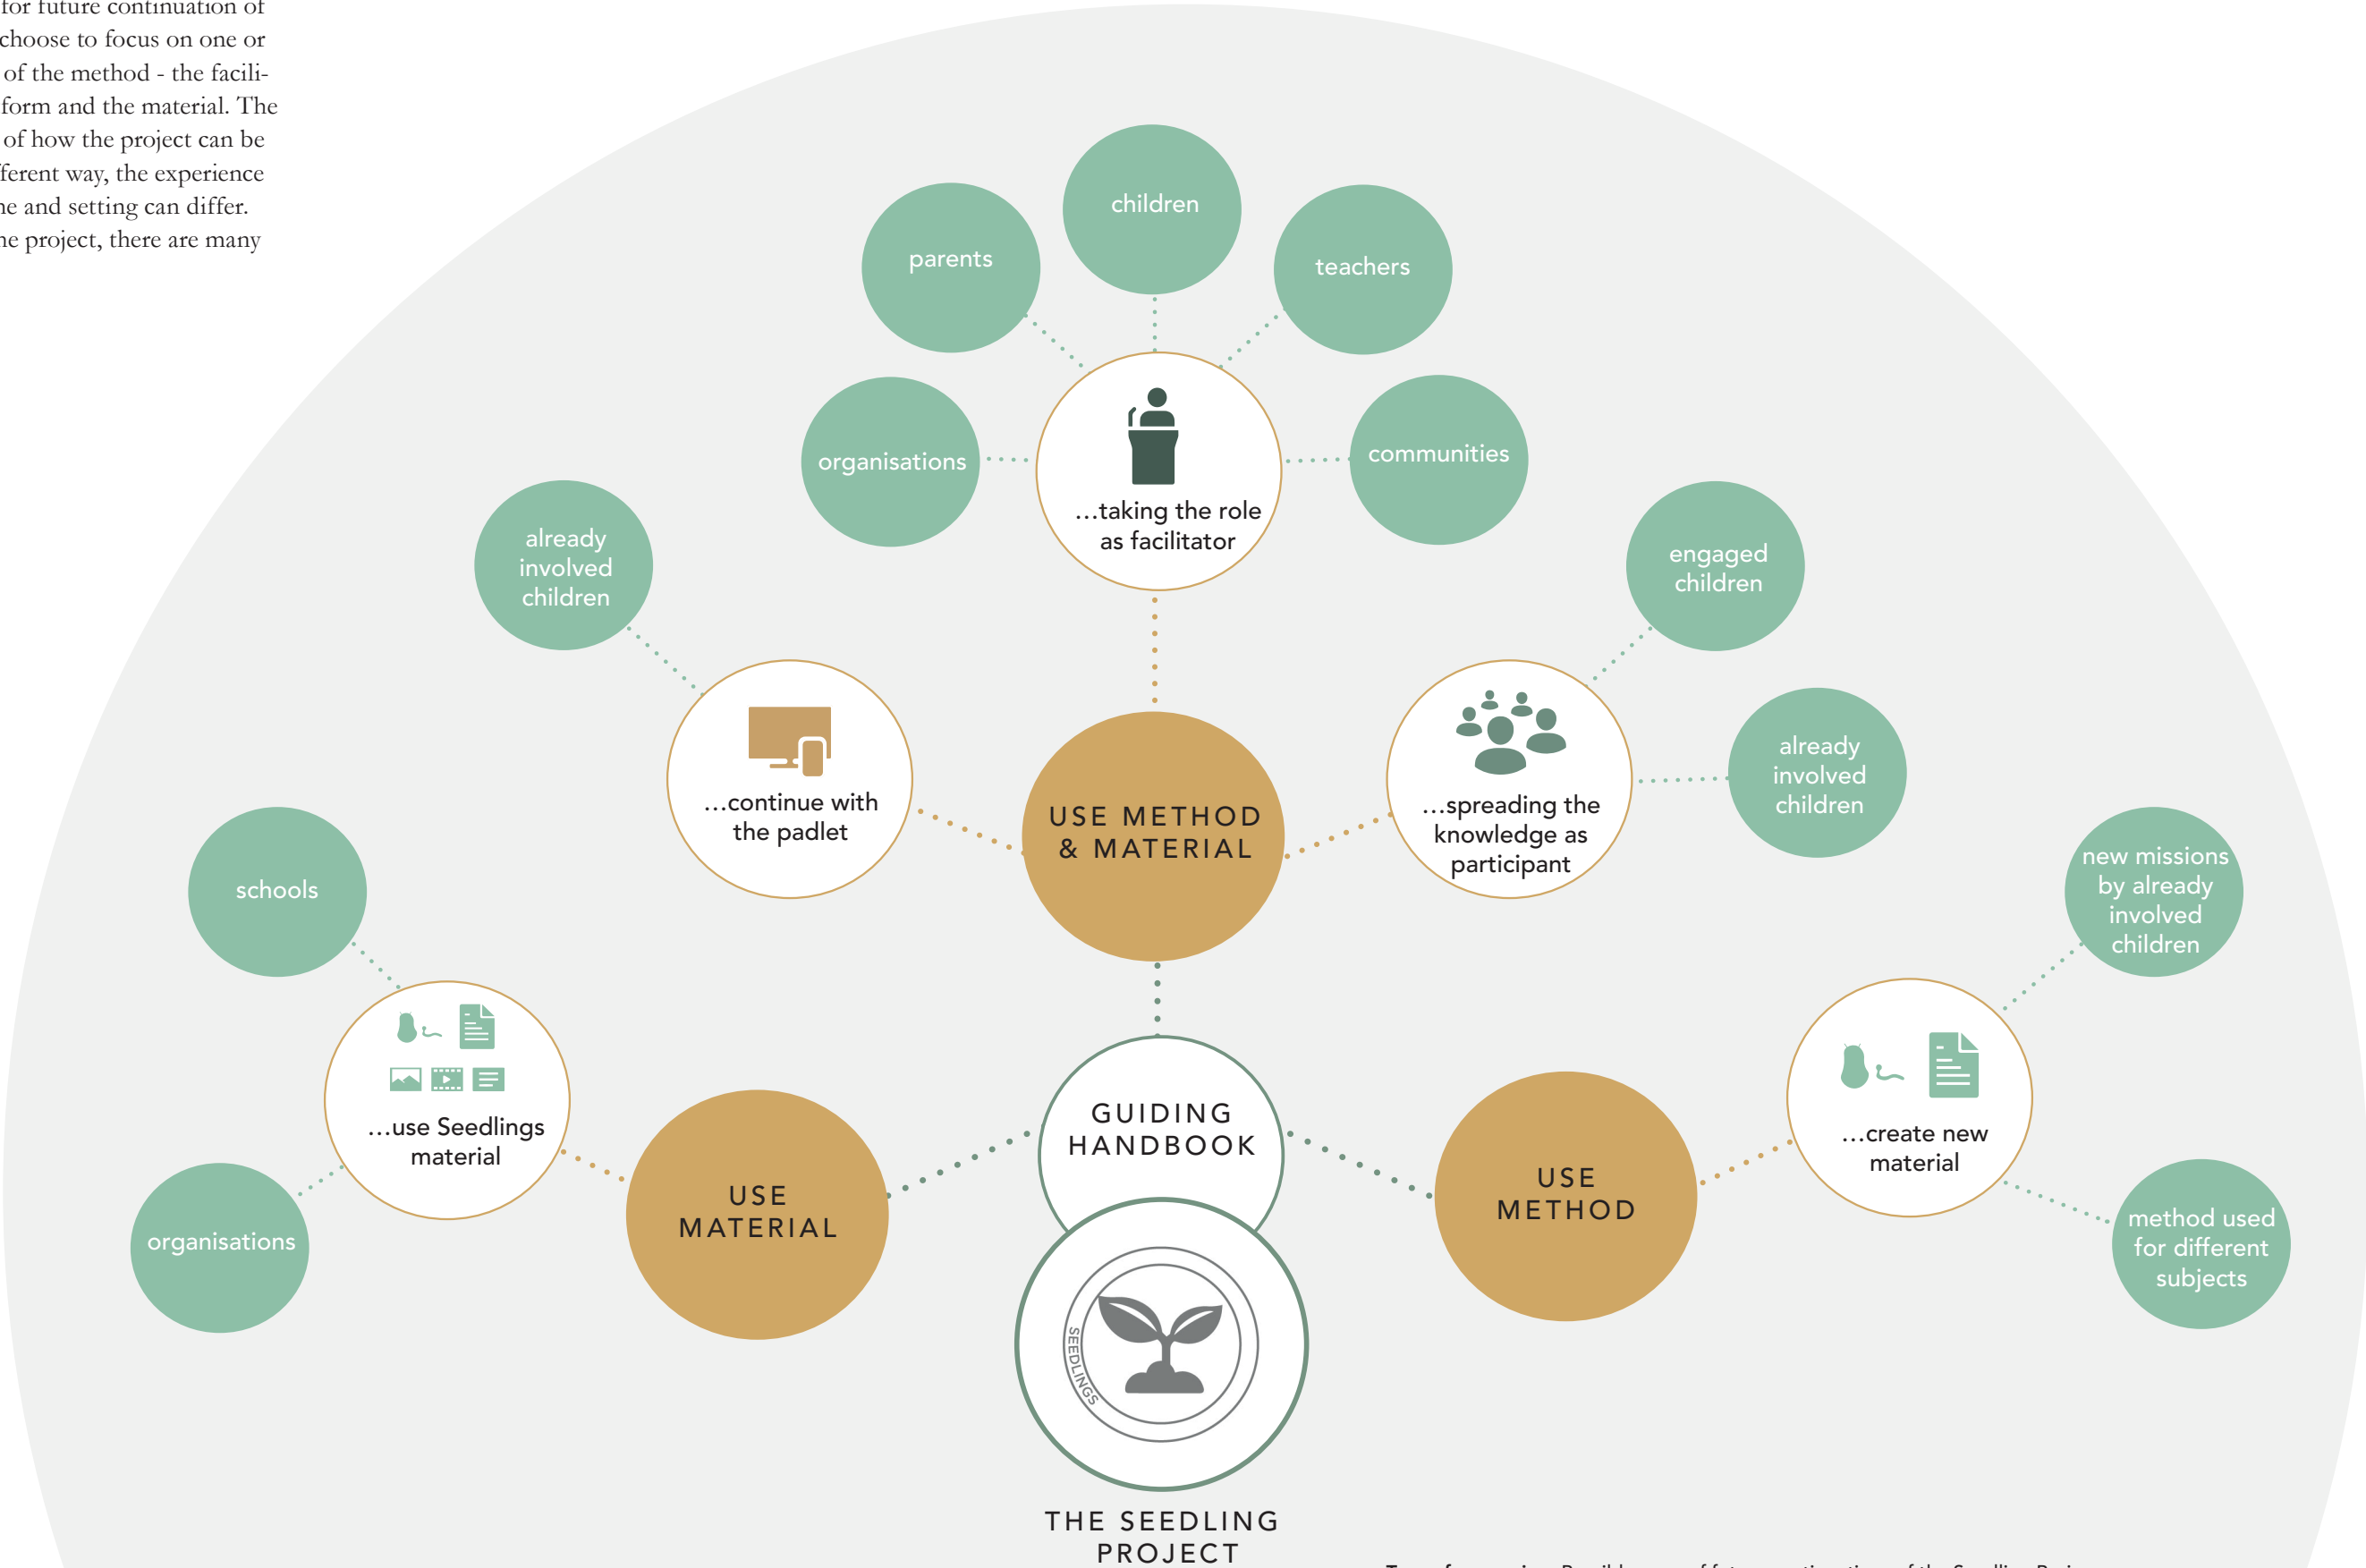 for future continuation of
choose to focus on one or
of the method - the facili-
form and the material. The
of how the project can be
fferent way, the experience
me and setting can differ.
he project, there are many
children
parents
teachers
organisations
communities
...taking the role
as facilitator
already
involved
children
engaged
children
...continue with
the padlet
USE METHOD
& MATERIAL
...spreading the
knowledge as
participant
already
involved
children
schools
new missions
by already
involved
children
...use Seedlings
material
organisations
USE
MATERIAL
GUIDING
HANDBOOK
USE
METHOD
...create new
material
method used
for different
subjects
SEEDLINGS
THE SEEDLING
PROJECT